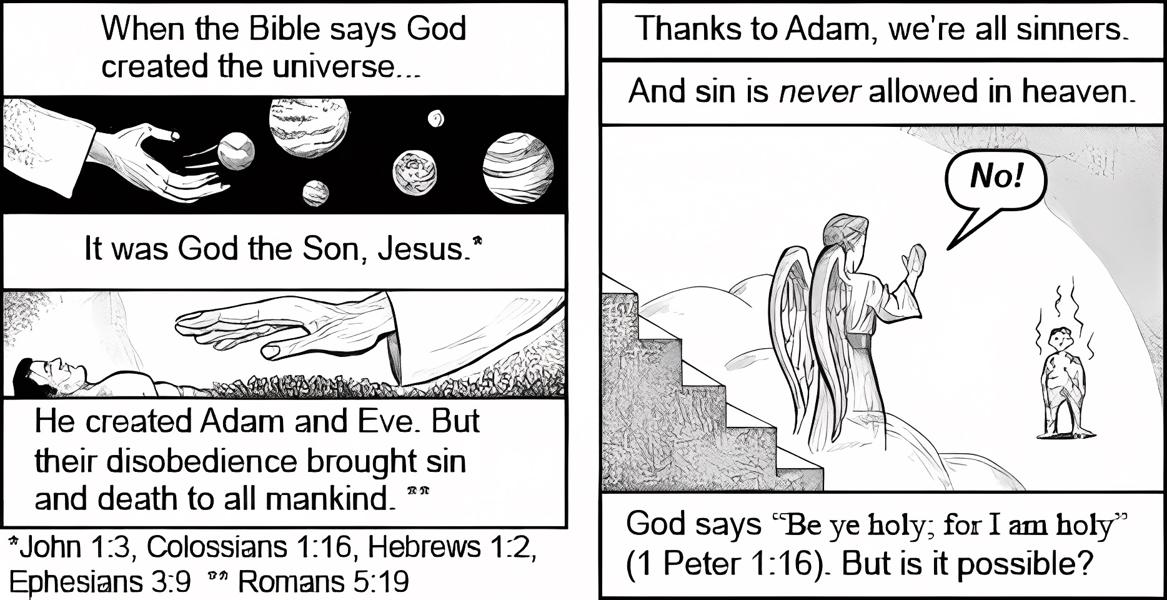 When the Bible says God
created the universe...
It was God the Son, Jesus.*
He created Adam and Eve. But
their disobedience brought sin
and death to all mankind. **
*John 1:3, Colossians 1:16, Hebrews 1:2,
Ephesians 3:9 ** Romans 5:19
Thanks to Adam, we're all sinners.
And sin is never allowed in heaven.
No!
God says “Be ye holy; for I am holy”
(1 Peter 1:16). But is it possible?